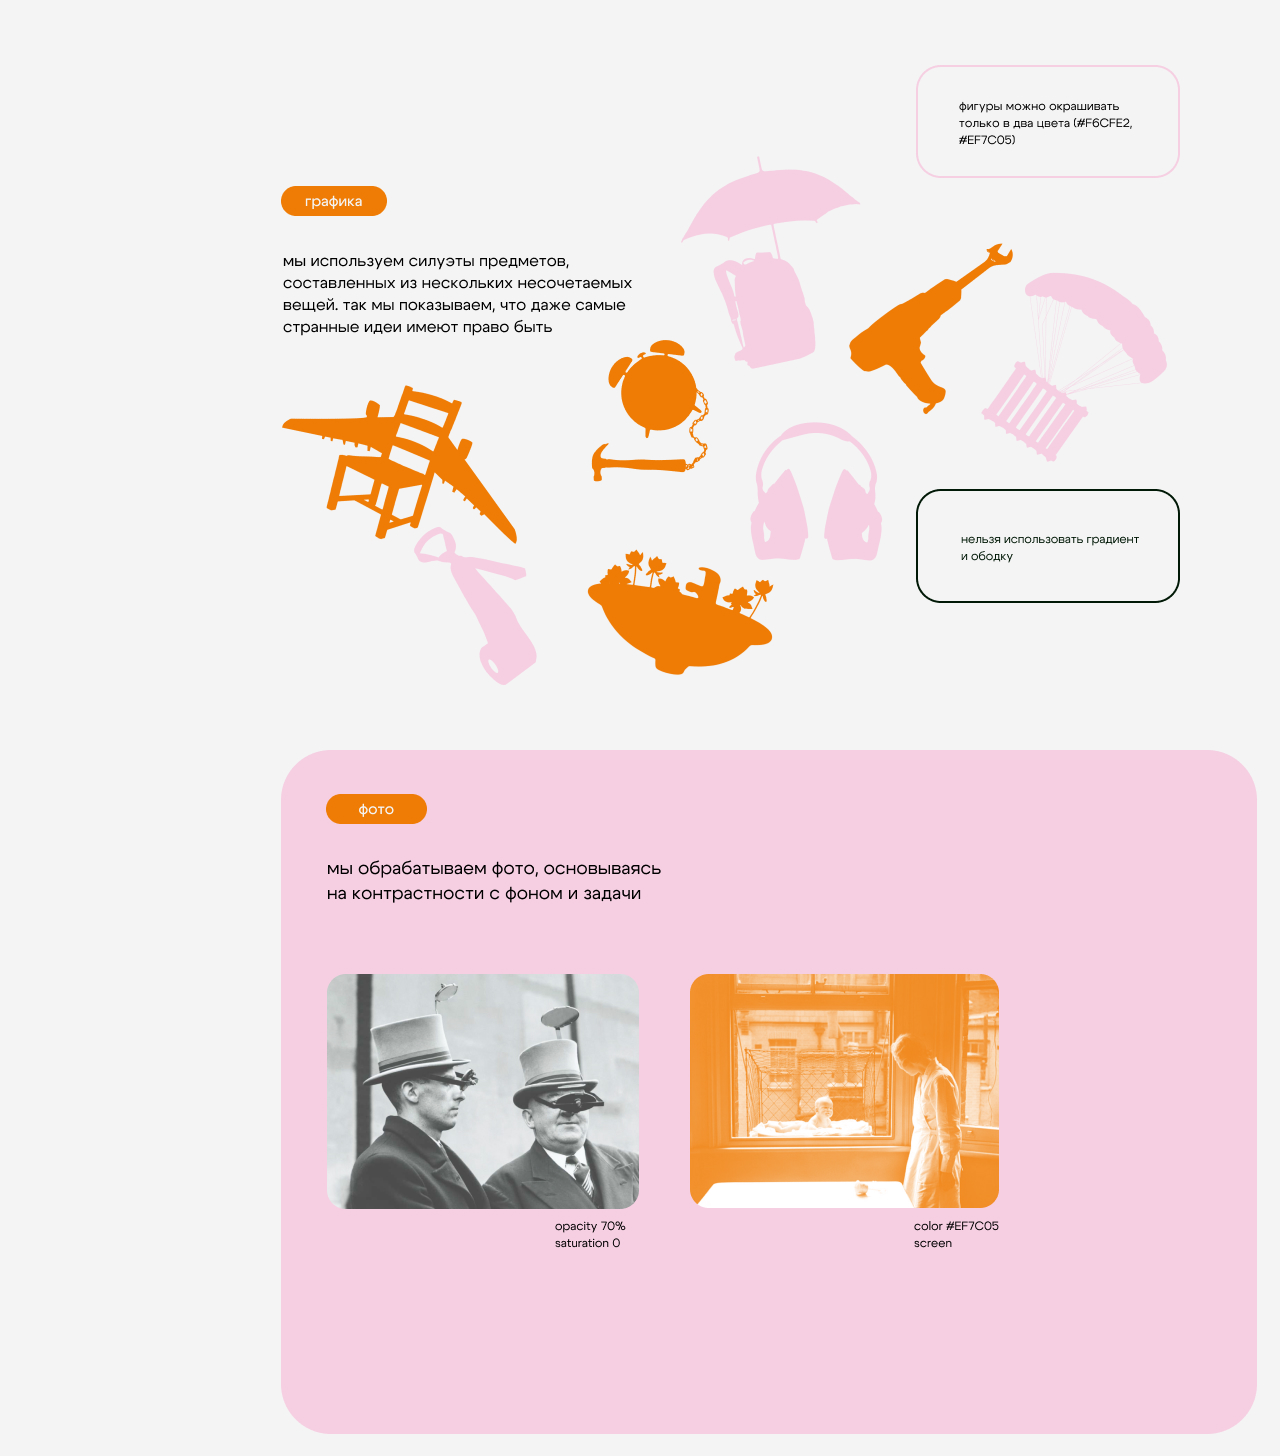 фигуры можно окрашивать
только в два цвета (#F6CFE2,
#EF7C05)
графика
мы используем силуэты предметов,
составленных из нескольких несочетаемых
вещей. так мы показываем, что даже самые
странные идеи имеют право быть
нельзя использовать градиент
и ободку
фото
мы обрабатываем фото, основываясь
на контрастности с фоном и задачи
opacity 70%
saturation 0
color #EF7C05
screen